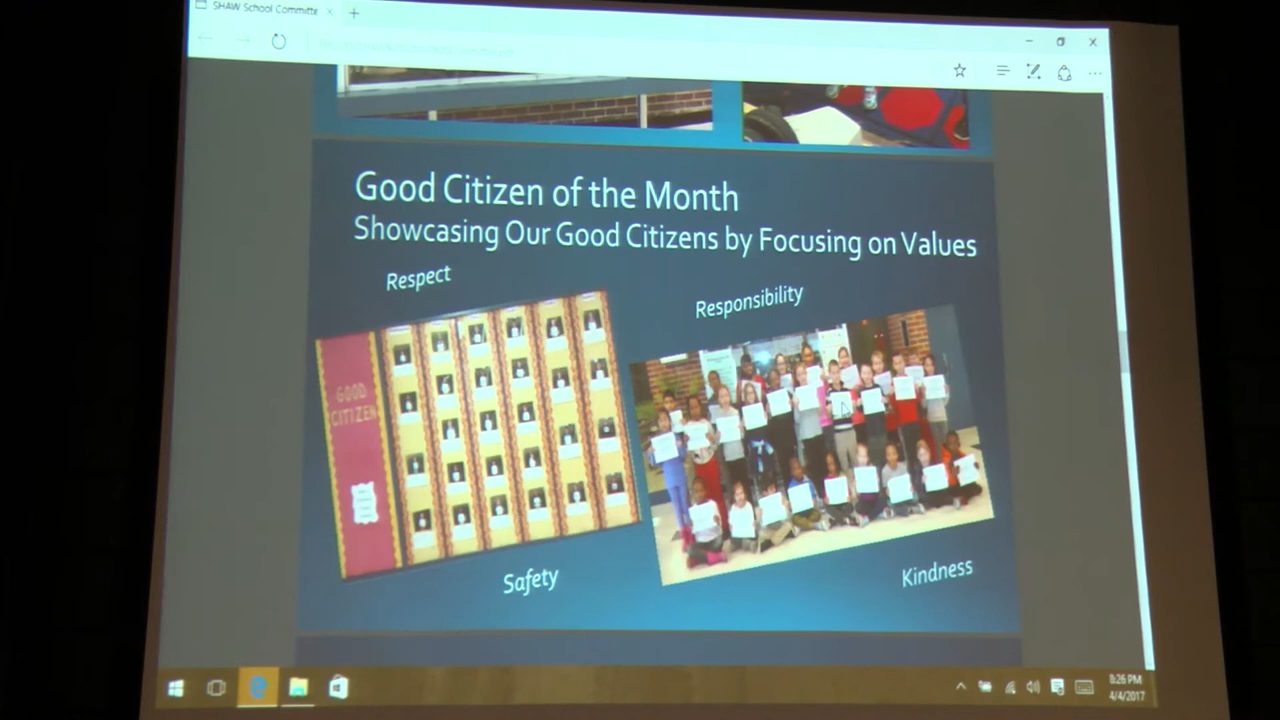 SHAW School Committe
Good Citizen of the Month
Showcasing Our Good Citizens by Focusing on Values
Respect
Responsibility
GOOD
CITIZEN
Safety
Kindness
8:26 PM
4/4/2017